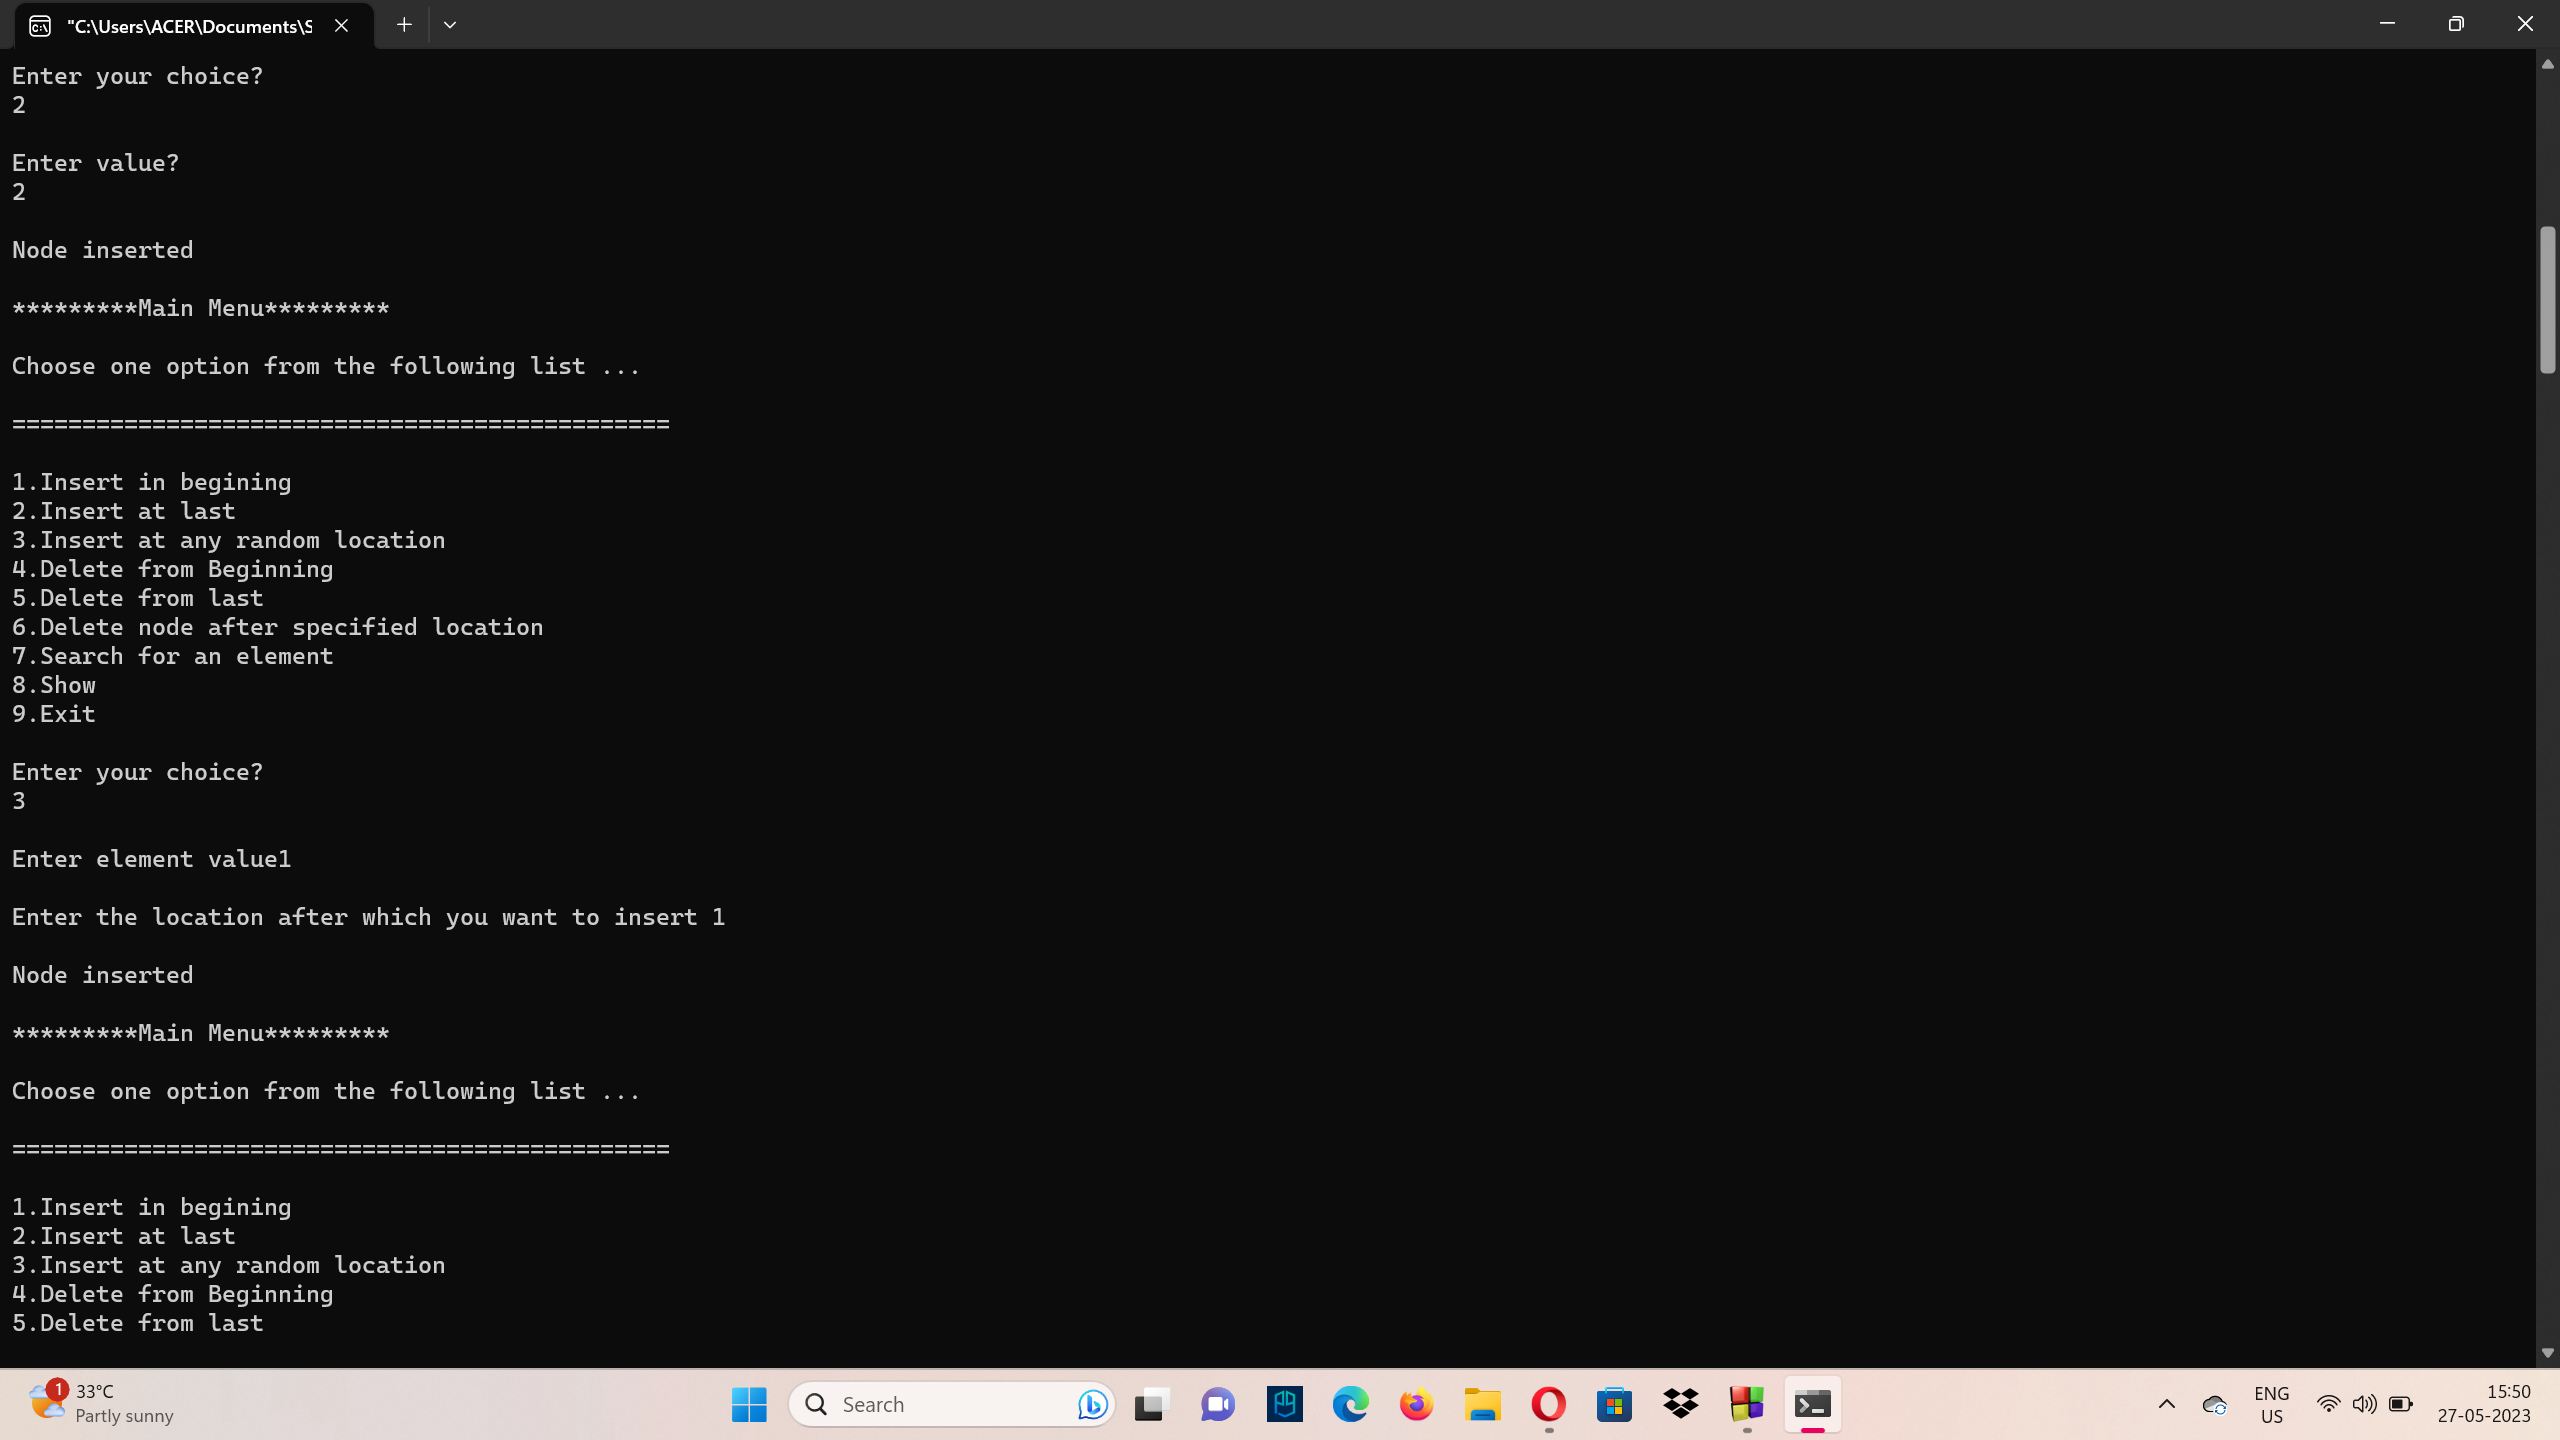 "C:\Users\ACER\Documents\S
Enter your choice?
2
Enter value?
2
Node inserted
*********Main Menu*********
Choose one option from the following list ...
===============================================
1.Insert in begining
2.Insert at last
3.Insert at any random location
4.Delete from Beginning
5.Delete from last
6.Delete node after specified location
7.Search for an element
8.Show
9.Exit
Enter your choice?
3
Enter element value1
Enter the location after which you want to insert 1
Node inserted
*********Main Menu*********
Choose one option from the following list ...
===============================================
1.Insert in begining
2.Insert at last
3.Insert at any random location
4.Delete from Beginning
5.Delete from last
1
33°C
Partly sunny
Search
ENG
US
15:50
27-05-2023